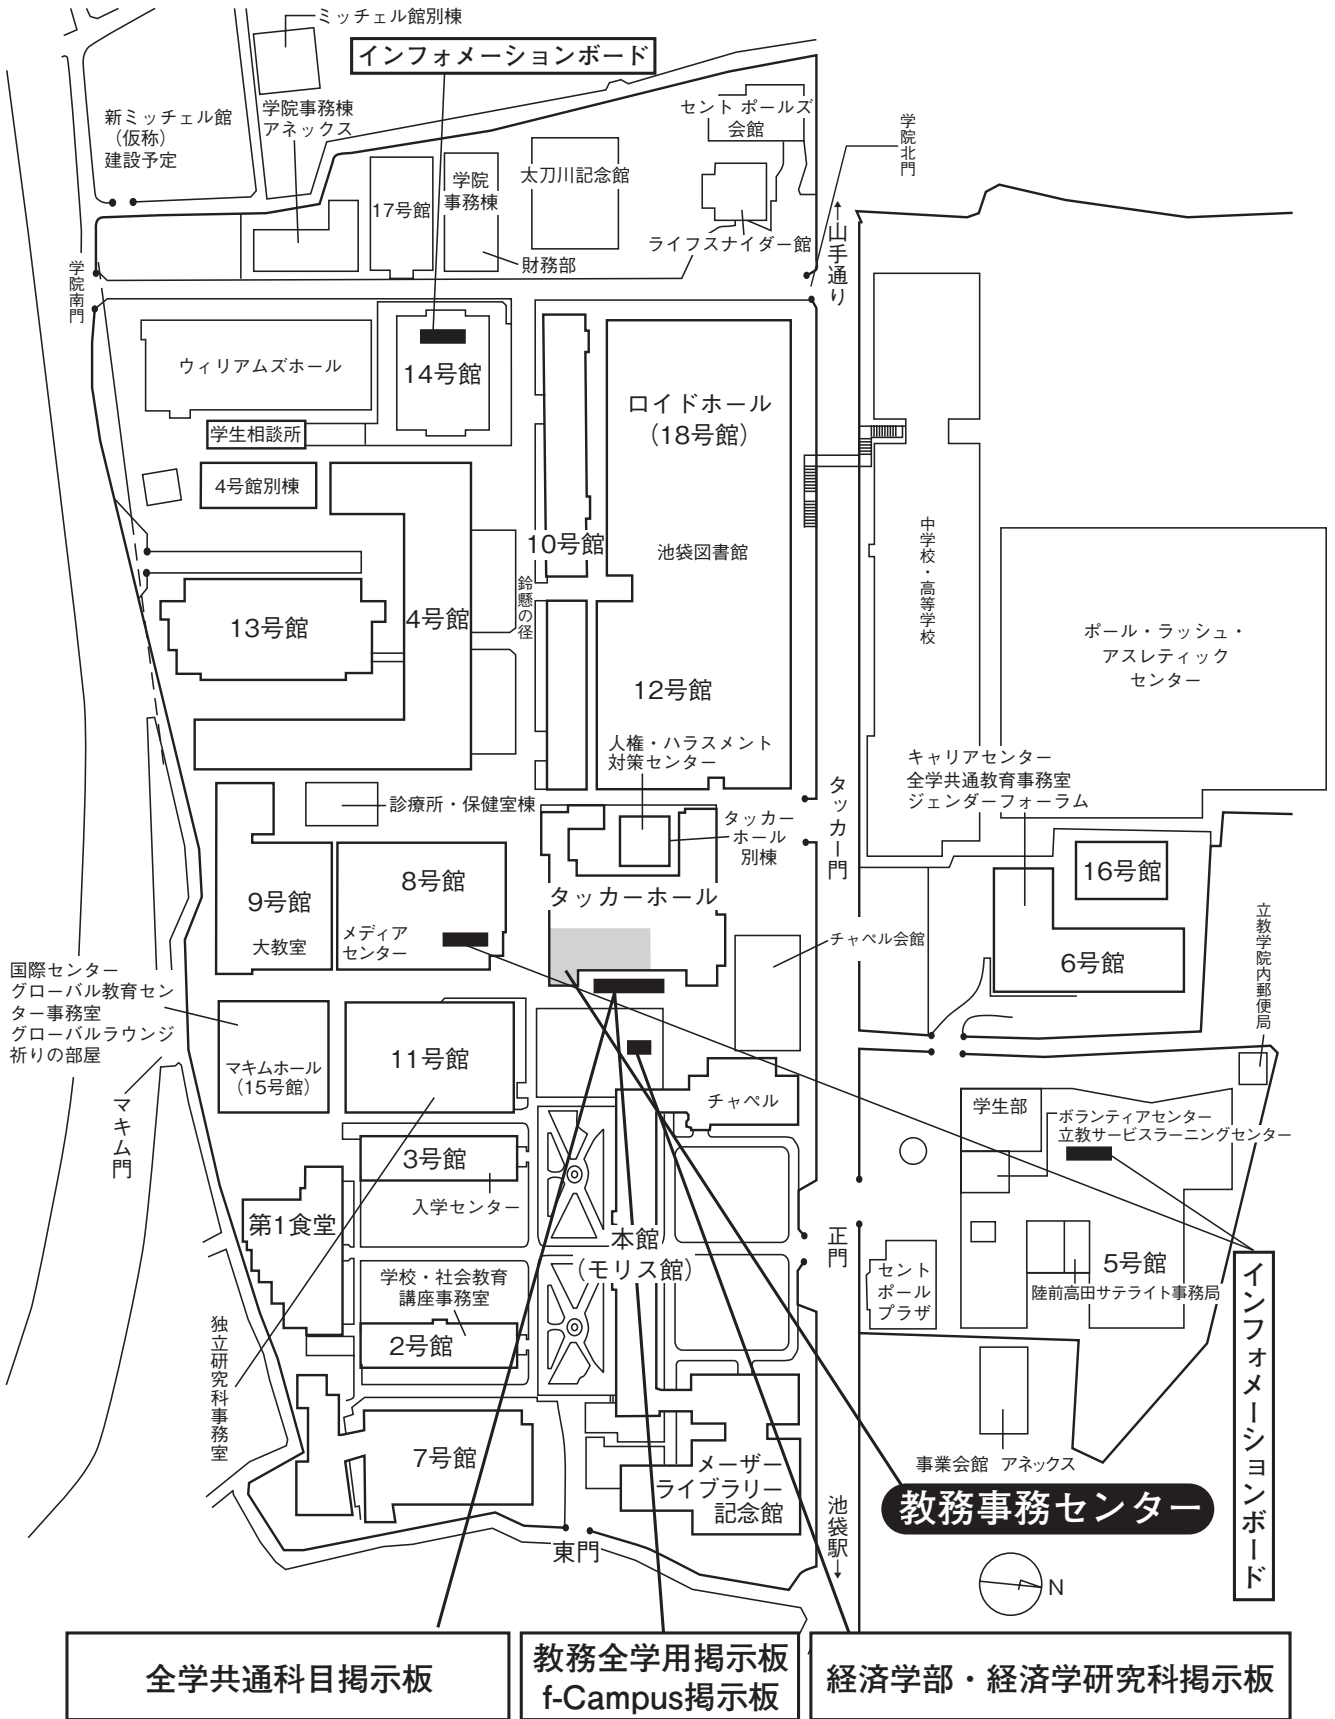 ミッチェル館別棟
インフォメーションボード
新ミッチェル館
（仮称）
建設予定
学院事務棟
アネックス
17号館
学院
事務棟
財務部
太刀川記念館
セント ポールズ
会館
ライフスナイダー館
学院北門
←山手通り
学院南門
ウィリアムズホール
14号館
学生相談所
4号館別棟
ロイドホール
（18号館）
10号館
池袋図書館
鈴懸の径
13号館
4号館
12号館
中学校・高等学校
ポール・ラッシュ・
アスレティック
センター
人権・ハラスメント
対策センター
診療所・保健室棟
タッカー
ホール
別棟
タッカー門
キャリアセンター
全学共通教育事務室
ジェンダーフォーラム
16号館
6号館
立教学院内郵便局
9号館
大教室
8号館
メディア
センター
タッカーホール
チャペル会館
国際センター
グローバル教育セン
ター事務室
グローバルラウンジ
祈りの部屋
マキムホール
（15号館）
11号館
チャペル
マキム門
3号館
入学センター
第1食堂
学校・社会教育
講座事務室
2号館
本館
（モリス館）
正門
学生部
ボランティアセンター
立教サービスラーニングセンター
セント
ポール
プラザ
5号館
陸前高田サテライト事務局
独立研究科事務室
7号館
メーザー
ライブラリー
記念館
事業会館 アネックス
教務事務センター
インフォメーションボード
東門
池袋駅→
N
全学共通科目掲示板
教務全学用掲示板
f-Campus掲示板
経済学部・経済学研究科掲示板